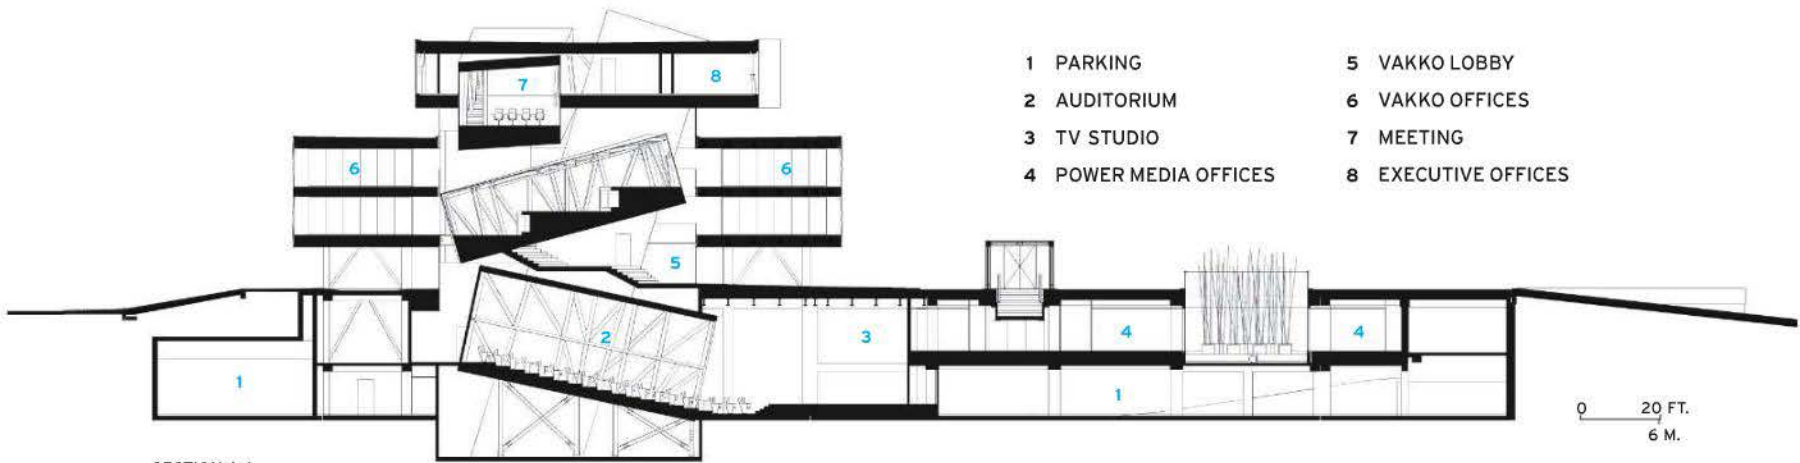 1 PARKING
2 AUDITORIUM
3 TV STUDIO
4 POWER MEDIA OFFICES
5 VAKKO LOBBY
6 VAKKO OFFICES
7 MEETING
8 EXECUTIVE OFFICES
8
7
6 6
5
2 3 4 4
1 1
0 20 FT.
6 M.